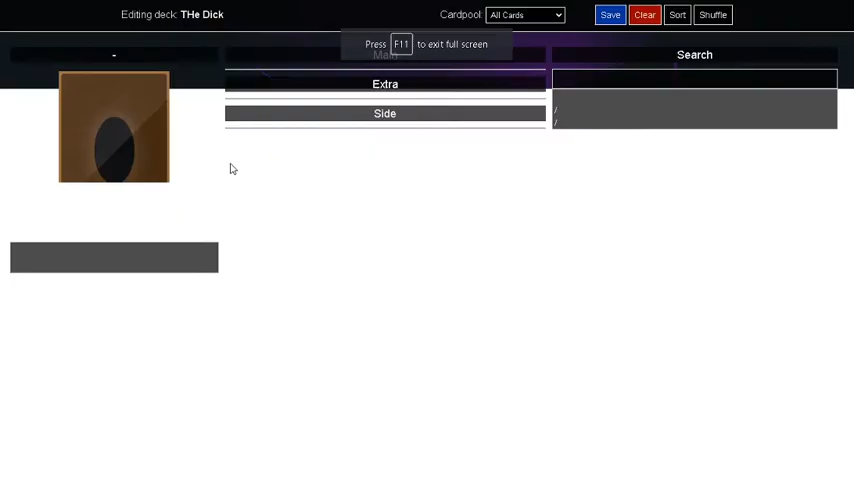 Editing deck: THe Dick
Cardpool: All Cards
Save Clear Sort Shuffle
Press F11 to exit full screen
-
Main
Search
Extra
Side
/
/